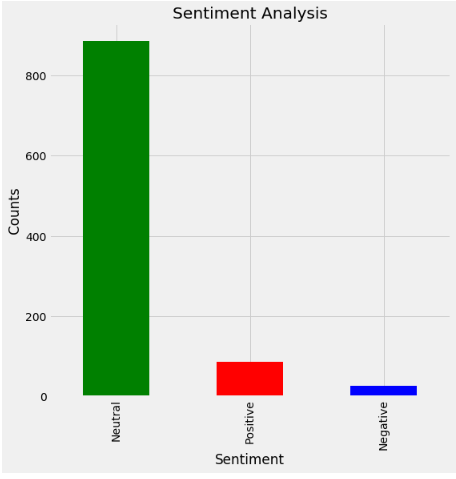 Sentiment Analysis
Counts
800
600
400
200
0
Neutral
Positive
Negative
Sentiment